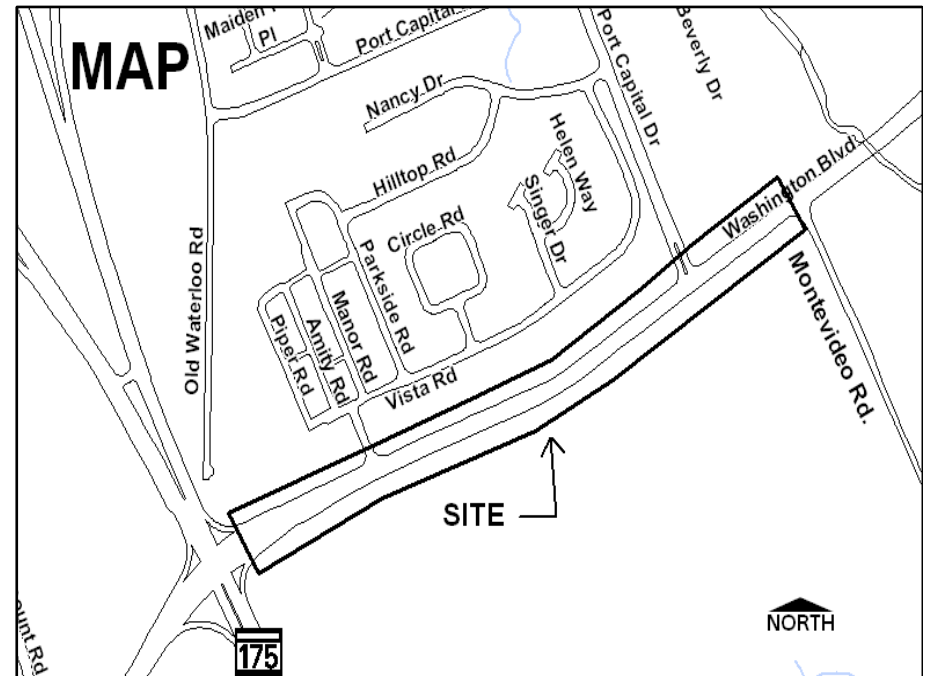 MAP
Maiden
Pl
Port Capital
Port Capital Dr
Beverly Dr
Nancy Dr
Hilltop Rd
Helen Way
Singer Dr
Circle Rd
Parkside Rd
Manor Rd
Amity Rd
Piper Rd
Old Waterloo Rd
Vista Rd
Washington Blvd
Montevideo Rd.
SITE
NORTH
175
Rd